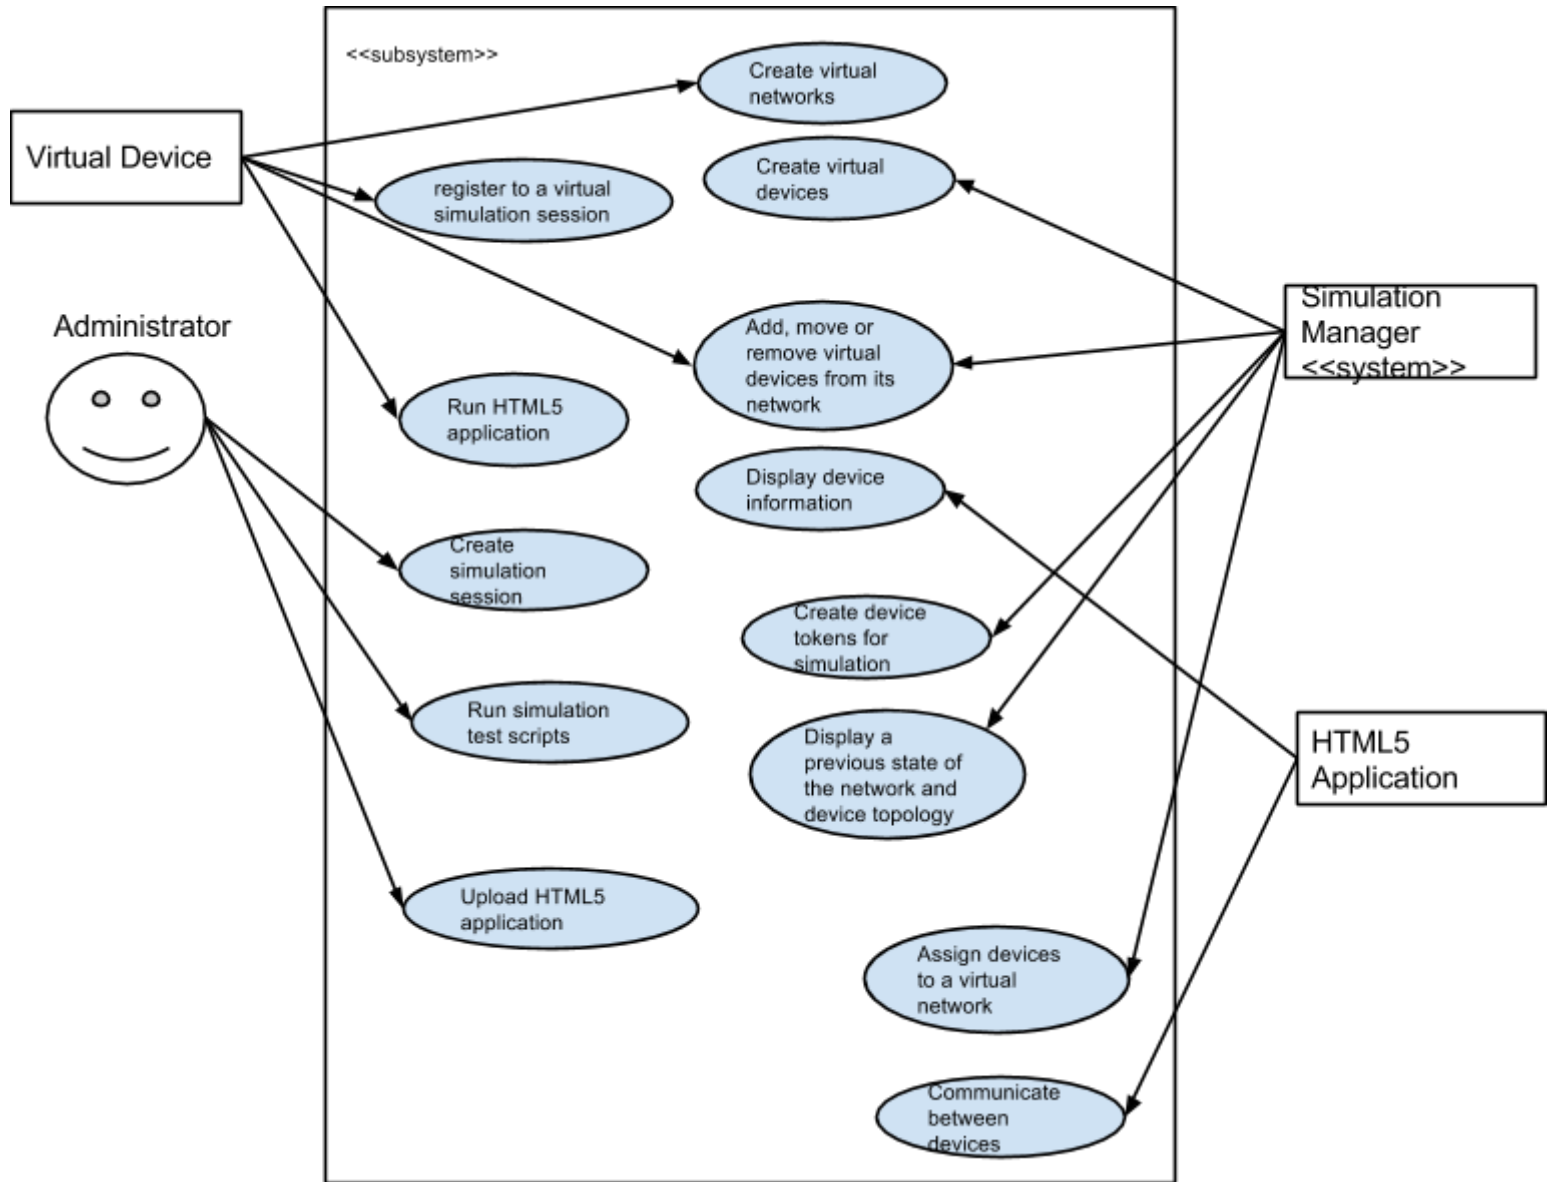 <<subsystem>>
Create virtual
networks
Virtual Device
Create virtual
devices
register to a virtual
simulation session
Simulation
Manager
<<system>>
Administrator
Add, move or
remove virtual
devices from its
network
Run HTML5
application
Display device
information
Create
simulation
session
Create device
tokens for
simulation
Run simulation
test scripts
Display a
previous state of
the network and
device topology
HTML5
Application
Upload HTML5
application
Assign devices
to a virtual
network
Communicate
between
devices